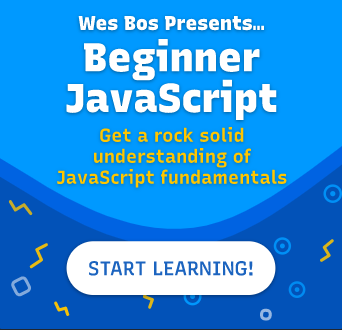 Wes Bos Presents...
Beginner
JavaScript
Get a rock solid
understanding of
JavaScript fundamentals
START LEARNING!